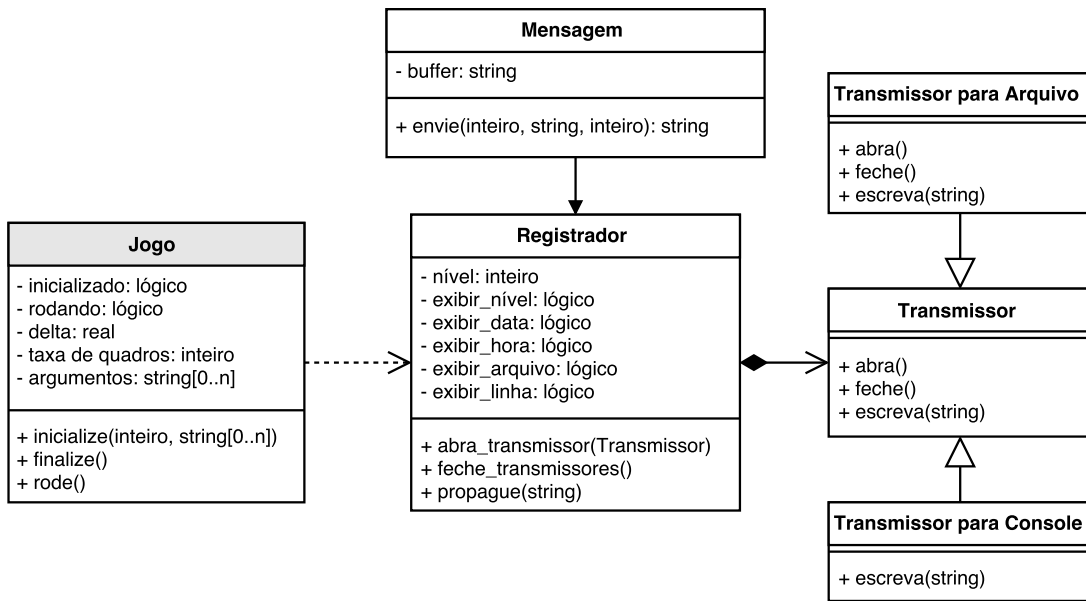 Mensagem
- buffer: string
+ envie(inteiro, string, inteiro): string
Transmissor para Arquivo
+ abra()
+ feche()
+ escreva(string)
Jogo
- inicializado: lógico
- rodando: lógico
- delta: real
- taxa de quadros: inteiro
- argumentos: string[0..n]
+ inicialize(inteiro, string[0..n])
+ finalize()
+ rode()
Registrador
- nível: inteiro
- exibir_nível: lógico
- exibir_data: lógico
- exibir_hora: lógico
- exibir_arquivo: lógico
- exibir_linha: lógico
+ abra_transmissor(Transmissor)
+ feche_transmissores()
+ propague(string)
Transmissor
+ abra()
+ feche()
+ escreva(string)
Transmissor para Console
+ escreva(string)